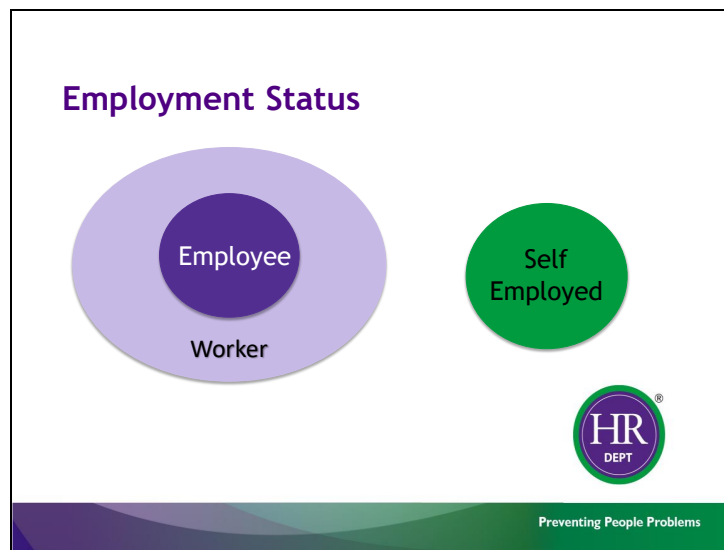 Employment Status
Employee
Worker
Self
Employed
HR
DEPT
®
Preventing People Problems